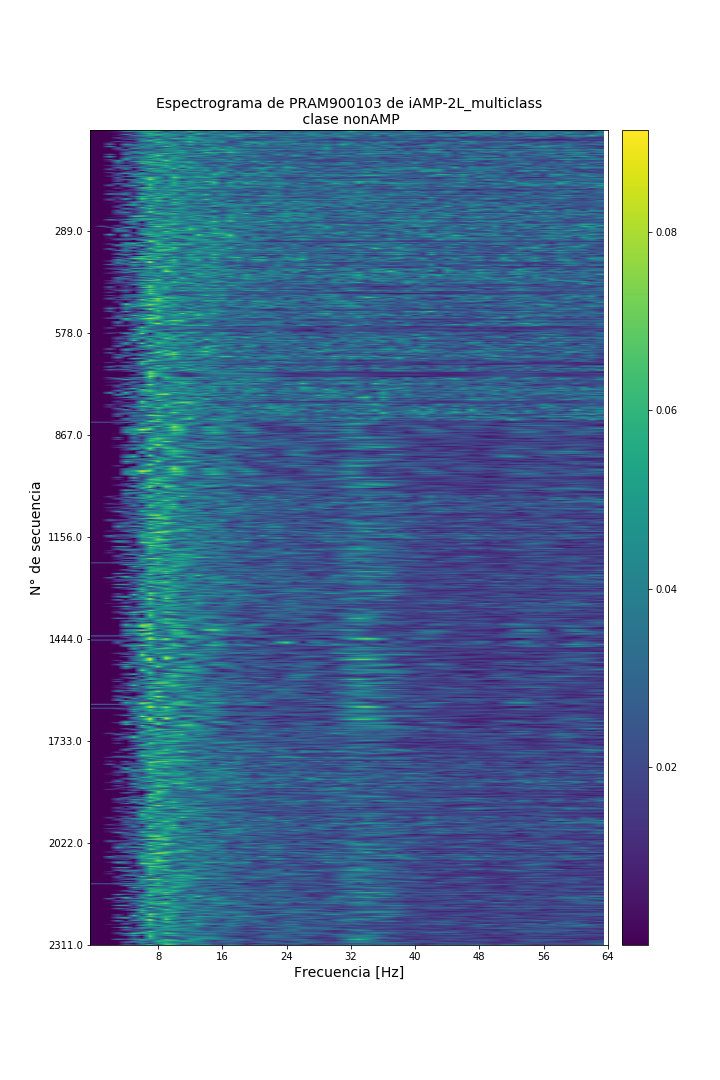 Espectrograma de PRAM900103 de iAMP-2L_multiclass
clase nonAMP
289.0
578.0
867.0
1156.0
1444.0
1733.0
2022.0
2311.0
N° de secuencia
8 16 24 32 40 48 56 64
Frecuencia [Hz]
0.08
0.06
0.04
0.02